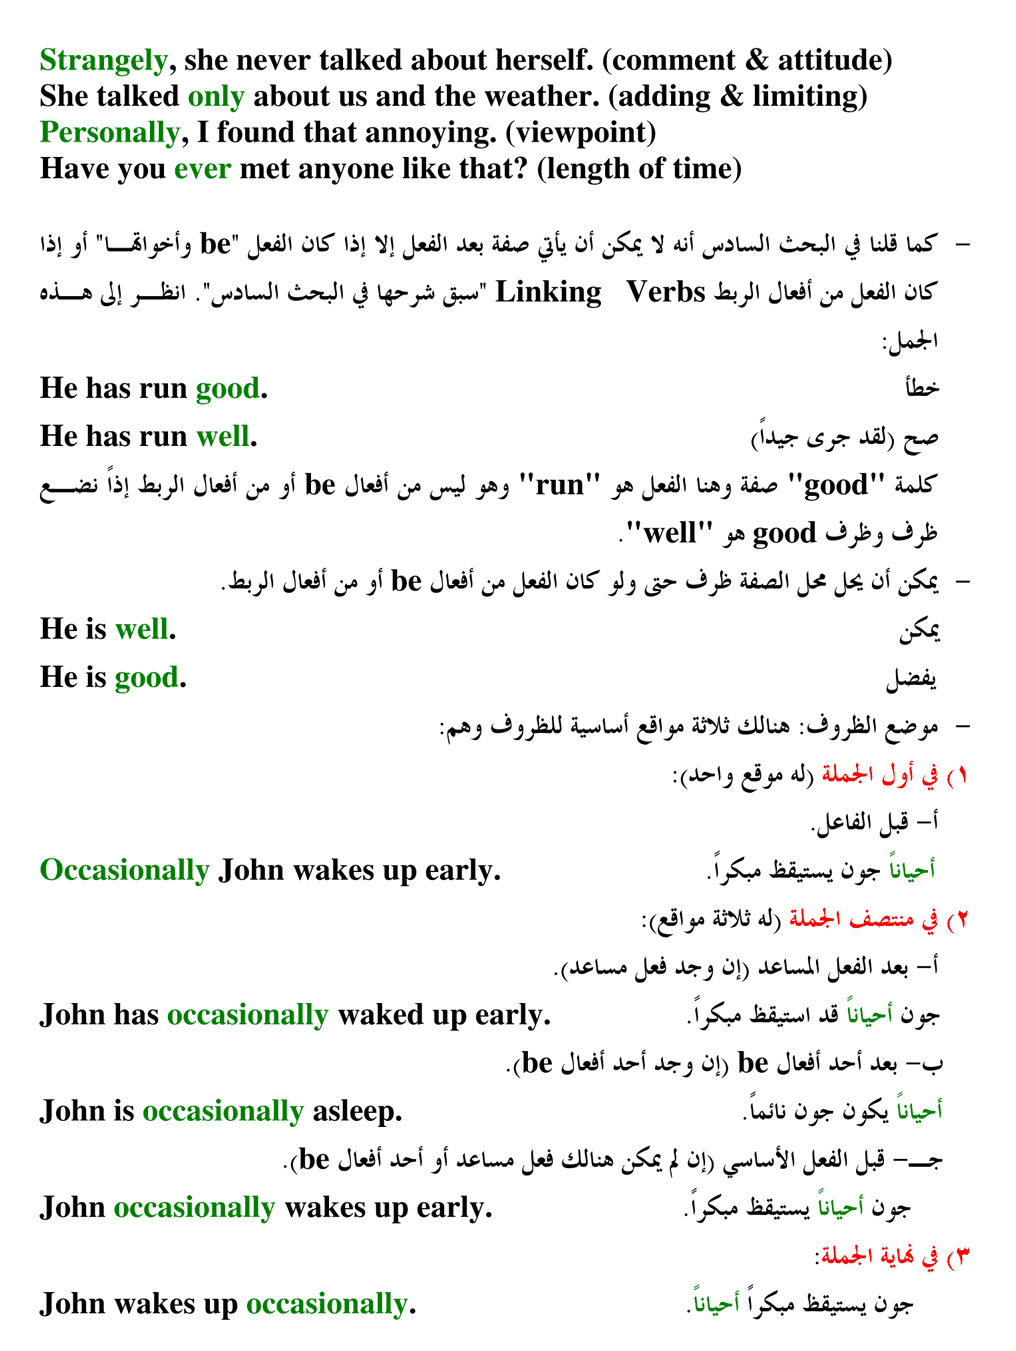 Strangely, she never talked about herself. (comment & attitude)
She talked only about us and the weather. (adding & limiting)
Personally, I found that annoying. (viewpoint)
Have you ever met anyone like that? (length of time)
– كما قلنا في البحث السادس أنه لا يمكن أن يأتي صفة بعد الفعل إلا إذا كان الفعل "be وأخواتهـــا" أو إذا
كان الفعل من أفعال الربط Linking Verbs "سبق شرحها في البحث السادس". انظـــر إلى هـــذه
الجمل:
He has run good. خطأ
He has run well. صح (لقد جرى جيداً)
كلمة "good" صفة وهنا الفعل هو "run" وهو ليس من أفعال be أو من أفعال الربط إذاً نضـــع
ظرف وظرف good هو "well".
– يمكن أن يحل محل الصفة ظرف حتى ولو كان الفعل من أفعال be أو من أفعال الربط.
He is well. يمكن
He is good. يفضل
– موضع الظروف: هنالك ثلاثة مواقع أساسية للظروف وهم:
١) في أول الجملة (له موقع واحد):
أ– قبل الفاعل.
Occasionally John wakes up early. أحياناً جون يستيقظ مبكراً.
٢) في منتصف الجملة (له ثلاثة مواقع):
أ– بعد الفعل المساعد (إن وجد فعل مساعد).
John has occasionally waked up early. جون أحياناً قد استيقظ مبكراً.
ب– بعد أحد أفعال be (إن وجد أحد أفعال be).
John is occasionally asleep. أحياناً يكون جون نائماً.
جـــ– قبل الفعل الأساسي (إن لم يمكن هنالك فعل مساعد أو أحد أفعال be).
John occasionally wakes up early. جون أحياناً يستيقظ مبكراً.
٣) في نهاية الجملة:
John wakes up occasionally. جون يستيقظ مبكراً أحياناً.